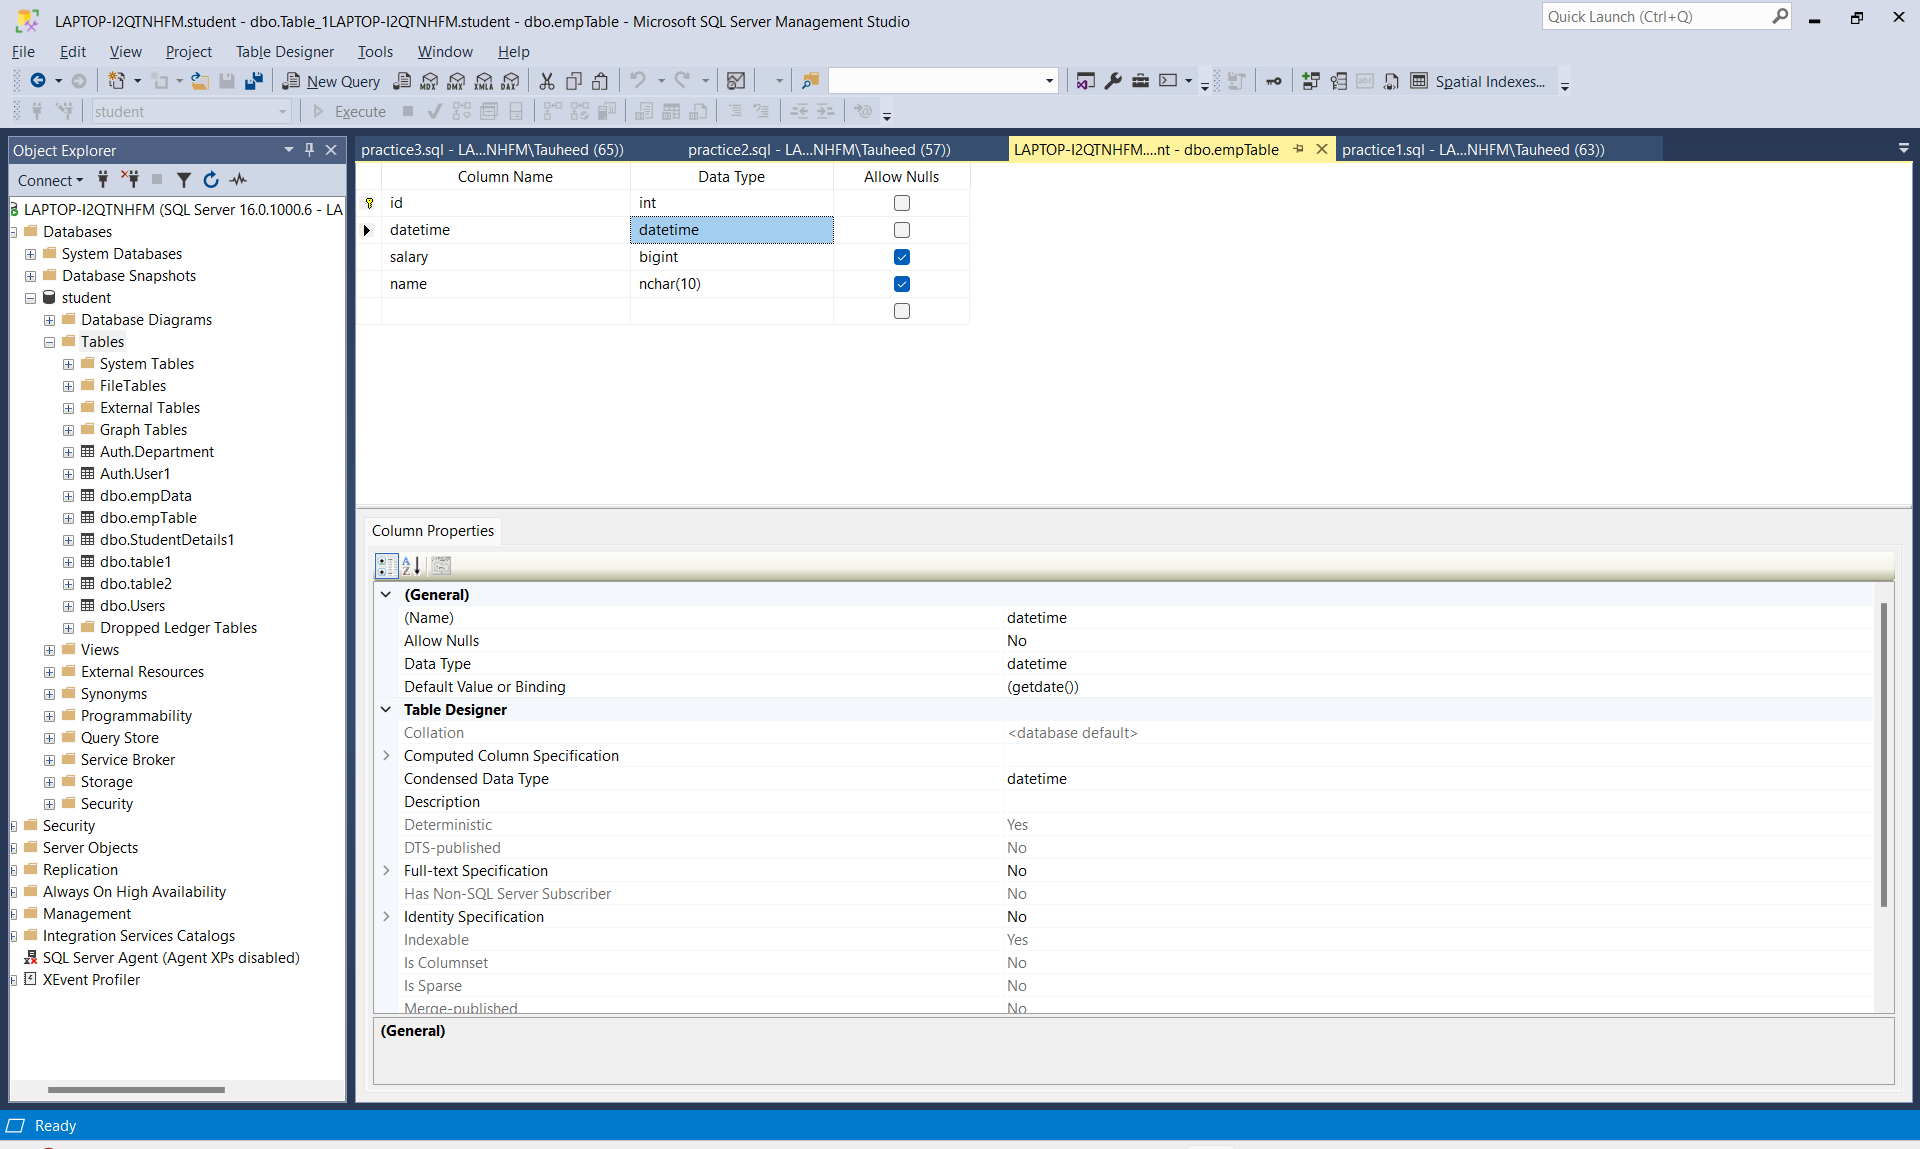 LAPTOP-I2QTNHFM.student - dbo.Table_1LAPTOP-I2QTNHFM.student - dbo.empTable - Microsoft SQL Server Management Studio
Quick Launch (Ctrl+Q)
File Edit View Project Table Designer Tools Window Help
New Query MDX DMX XMLA DAX Spatial Indexes...
student Execute
Object Explorer
practice3.sql - LA...NHFM\Tauheed (65)) practice2.sql - LA...NHFM\Tauheed (57)) LAPTOP-I2QTNHFM....nt - dbo.empTable practice1.sql - LA...NHFM\Tauheed (63))
Connect
LAPTOP-I2QTNHFM (SQL Server 16.0.1000.6 - LA
Databases
System Databases
Database Snapshots
student
Database Diagrams
Tables
System Tables
FileTables
External Tables
Graph Tables
Auth.Department
Auth.User1
dbo.empData
dbo.empTable
dbo.StudentDetails1
dbo.table1
dbo.table2
dbo.Users
Dropped Ledger Tables
Views
External Resources
Synonyms
Programmability
Query Store
Service Broker
Storage
Security
Security
Server Objects
Replication
Always On High Availability
Management
Integration Services Catalogs
SQL Server Agent (Agent XPs disabled)
XEvent Profiler
Column Name Data Type Allow Nulls
id int
datetime datetime
salary bigint
name nchar(10)
Column Properties
(General)
(Name) datetime
Allow Nulls No
Data Type datetime
Default Value or Binding (getdate())
Table Designer
Collation <database default>
Computed Column Specification
Condensed Data Type datetime
Description
Deterministic Yes
DTS-published No
Full-text Specification No
Has Non-SQL Server Subscriber No
Identity Specification No
Indexable Yes
Is Columnset No
Is Sparse No
Merge-published No
(General)
Ready